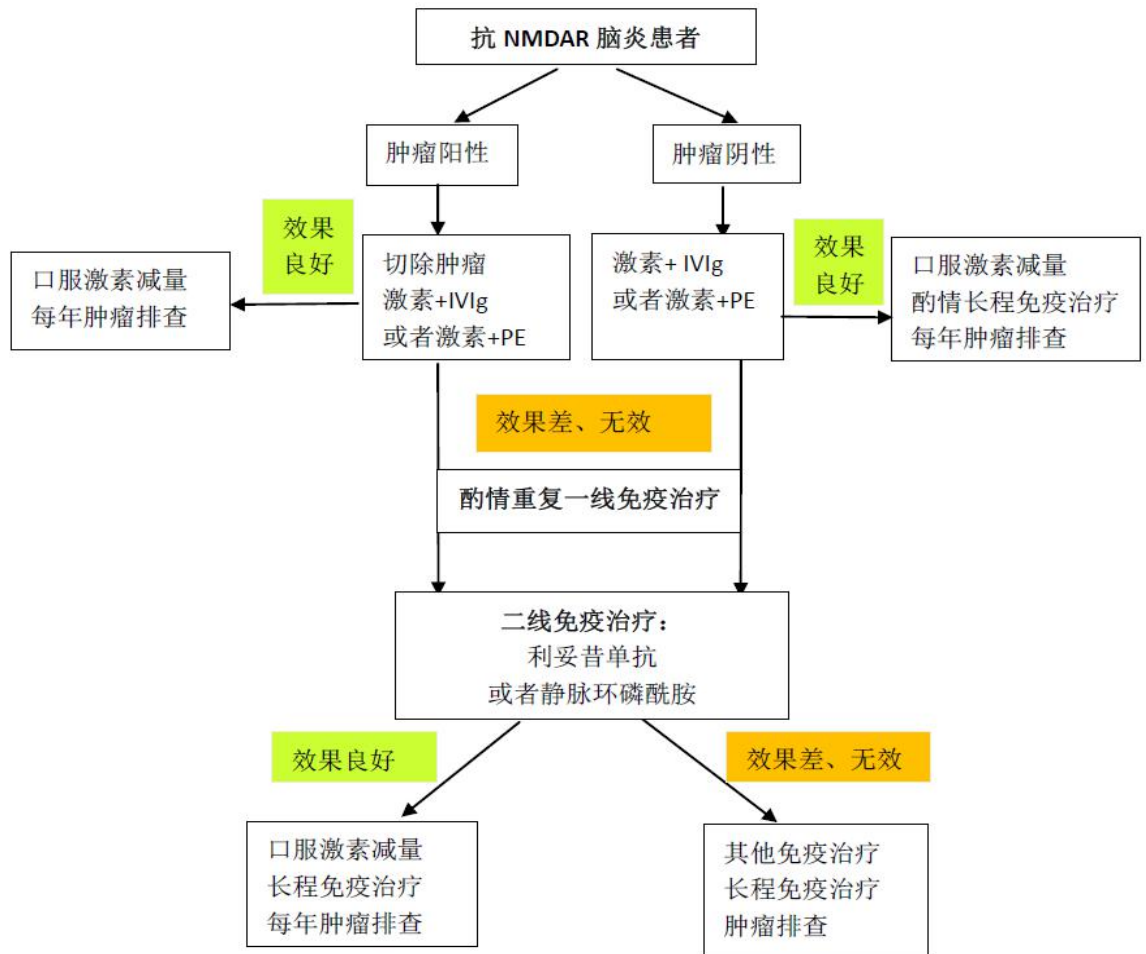 抗 NMDAR 脑炎患者
肿瘤阳性
肿瘤阴性
效果
良好
口服激素减量
每年肿瘤排查
切除肿瘤
激素+IVIg
或者激素+PE
激素+ IVIg
或者激素+PE
效果
良好
口服激素减量
酌情长程免疫治疗
每年肿瘤排查
效果差、无效
酌情重复一线免疫治疗
二线免疫治疗：
利妥昔单抗
或者静脉环磷酰胺
效果良好
效果差、无效
口服激素减量
长程免疫治疗
每年肿瘤排查
其他免疫治疗
长程免疫治疗
肿瘤排查